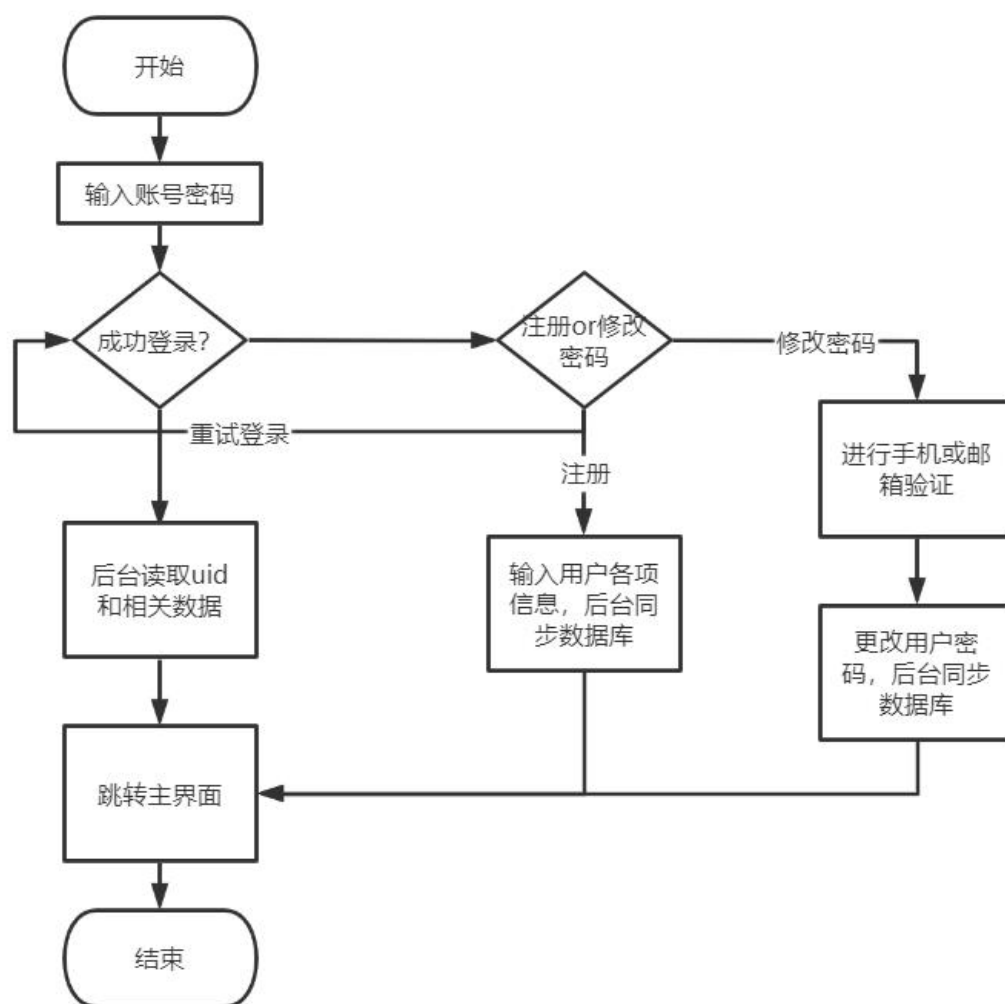 开始
输入账号密码
成功登录?
注册or修改
密码
修改密码
重试登录
注册
进行手机或邮
箱验证
后台读取uid
和相关数据
输入用户各项
信息，后台同
步数据库
更改用户密
码，后台同步
数据库
跳转主界面
结束